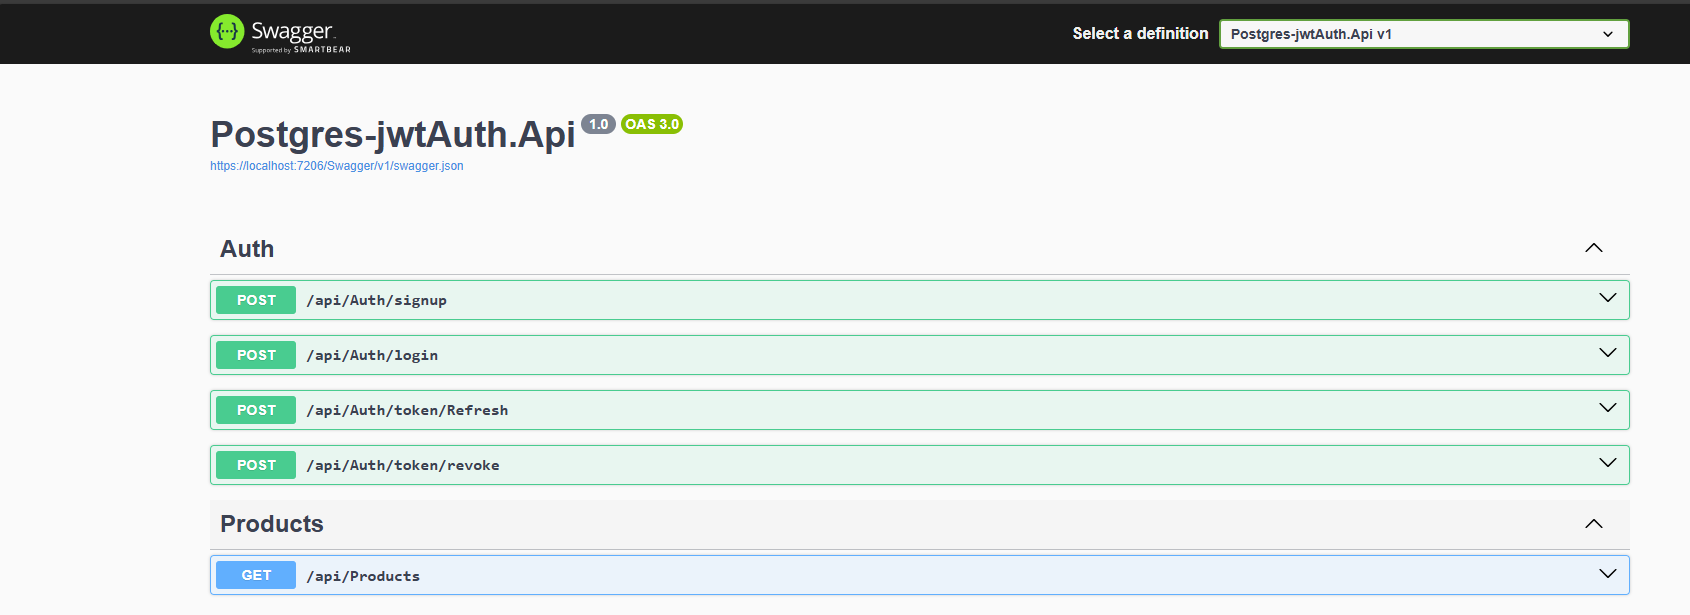 {···} Swagger
Supported by SMARTBEAR
Select a definition
Postgres-jwtAuth.Api v1
Postgres-jwtAuth.Api 1.0 OAS 3.0
https://localhost:7206/Swagger/v1/swagger.json
Auth
POST /api/Auth/signup
POST /api/Auth/login
POST /api/Auth/token/Refresh
POST /api/Auth/token/revoke
Products
GET /api/Products